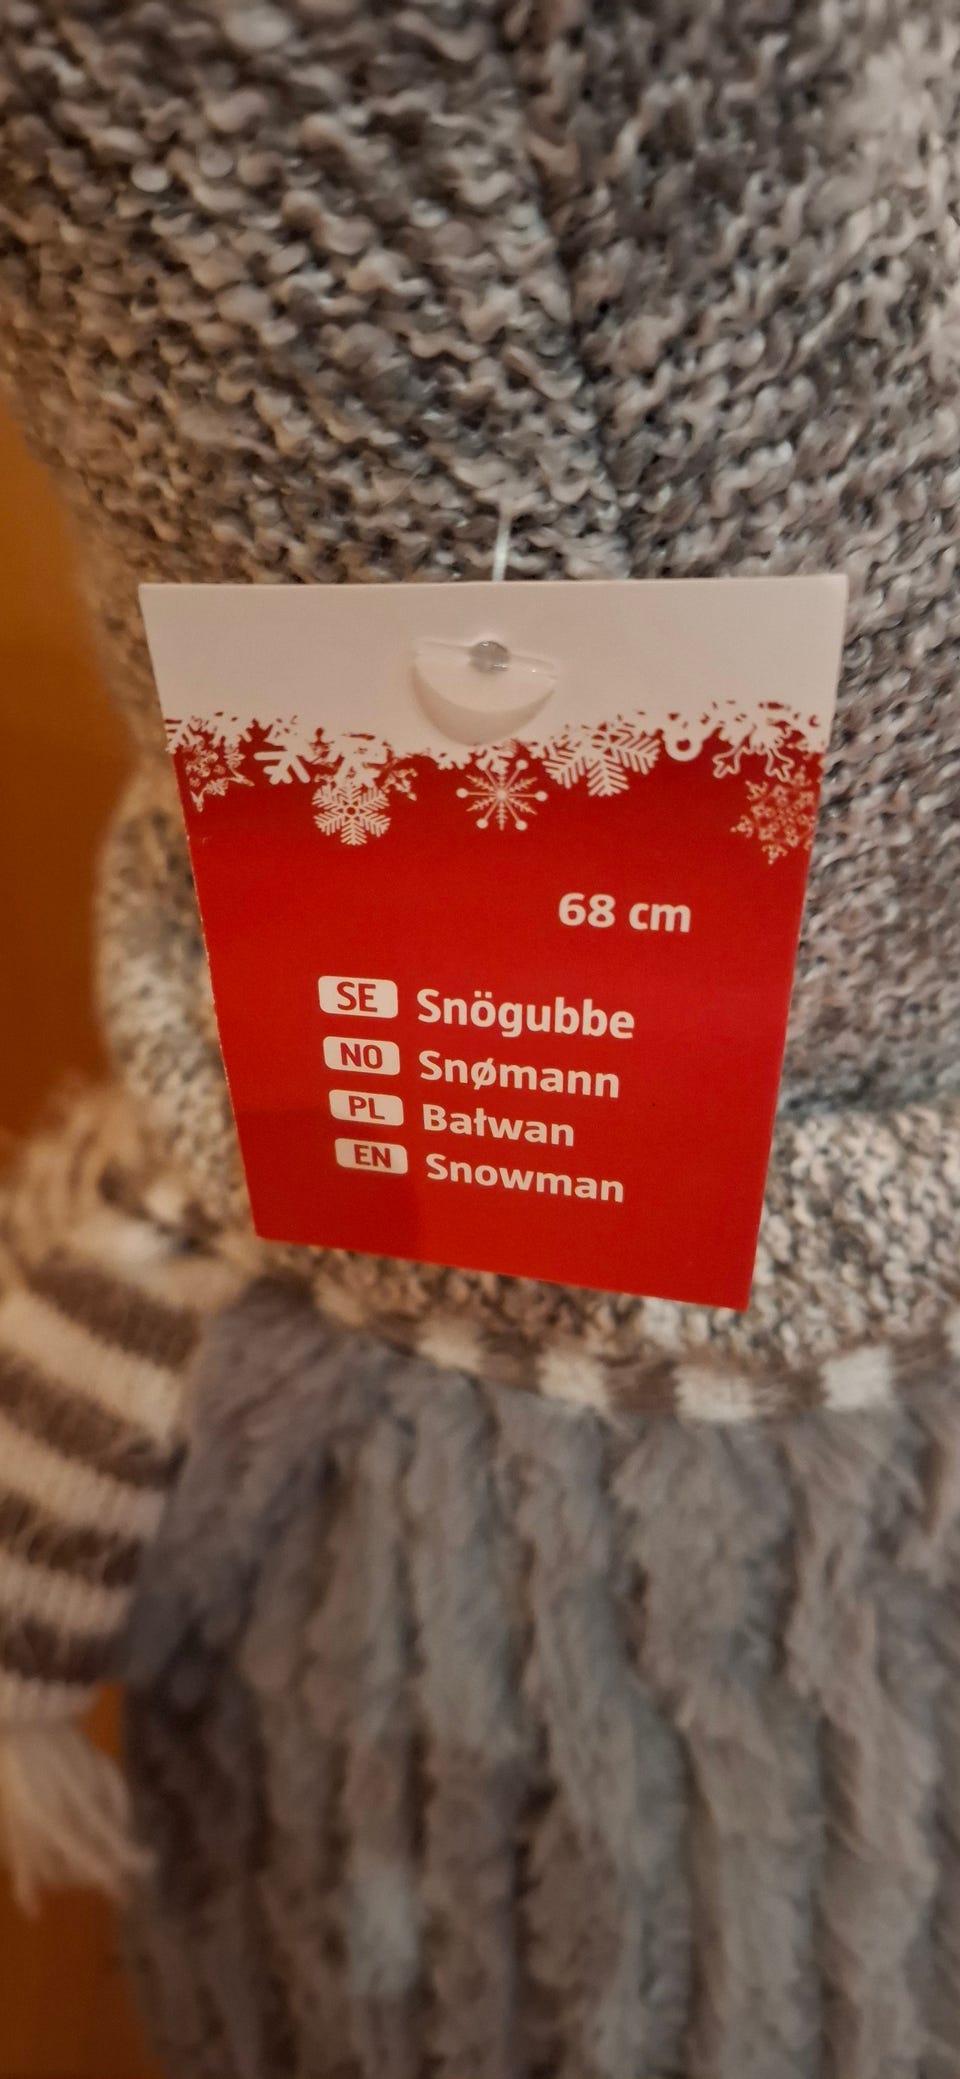 68 cm
SE Snögubbe
NO Snømann
PL Bałwan
EN Snowman